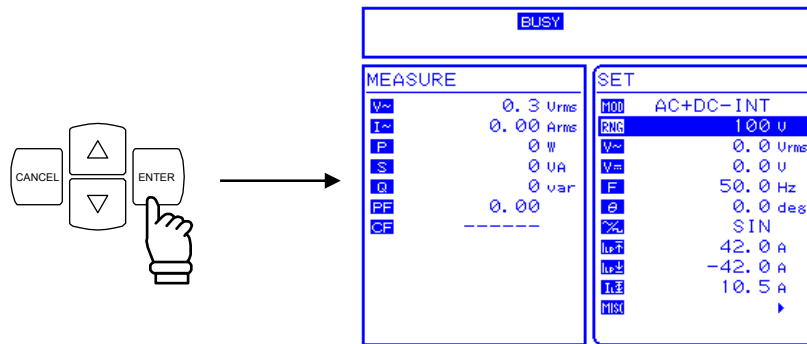 CANCEL
ENTER
BUSY
MEASURE
V~ 0.3 Vrms
I~ 0.00 Arms
P 0 W
S 0 VA
Q 0 var
PF 0.00
CF ------
SET
MOD AC+DC-INT
RNG 100 V
V~ 0.0 Vrms
V= 0.0 V
F 50.0 Hz
θ 0.0 deg
SIN
42.0 A
-42.0 A
10.5 A
MISC